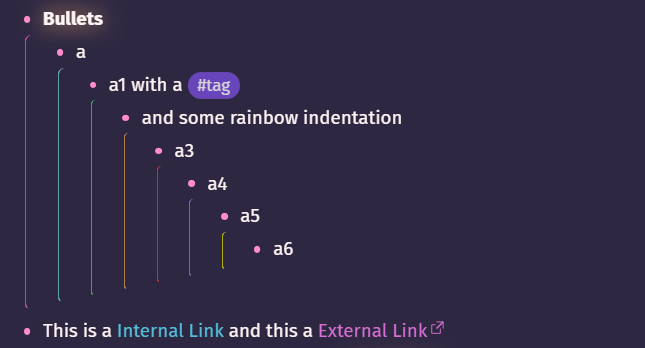 Bullets
a
a1 with a #tag
and some rainbow indentation
a3
a4
a5
a6
This is a Internal Link and this a External Link